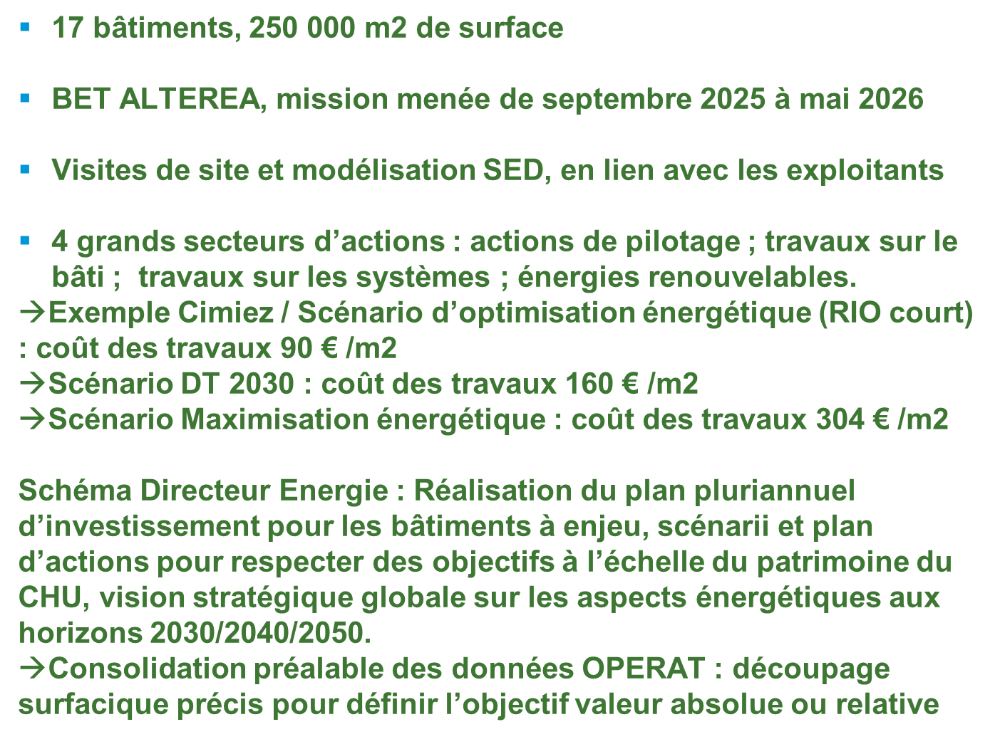 ▪ 17 bâtiments, 250 000 m2 de surface
▪ BET ALTEREA, mission menée de septembre 2025 à mai 2026
▪ Visites de site et modélisation SED, en lien avec les exploitants
▪ 4 grands secteurs d’actions : actions de pilotage ; travaux sur le
bâti ;  travaux sur les systèmes ; énergies renouvelables.
→Exemple Cimiez / Scénario d’optimisation énergétique (RIO court)
: coût des travaux 90 € /m2
→Scénario DT 2030 : coût des travaux 160 € /m2
→Scénario Maximisation énergétique : coût des travaux 304 € /m2
Schéma Directeur Energie : Réalisation du plan pluriannuel
d’investissement pour les bâtiments à enjeu, scénarii et plan
d’actions pour respecter des objectifs à l’échelle du patrimoine du
CHU, vision stratégique globale sur les aspects énergétiques aux
horizons 2030/2040/2050.
→Consolidation préalable des données OPERAT : découpage
surfacique précis pour définir l’objectif valeur absolue ou relative